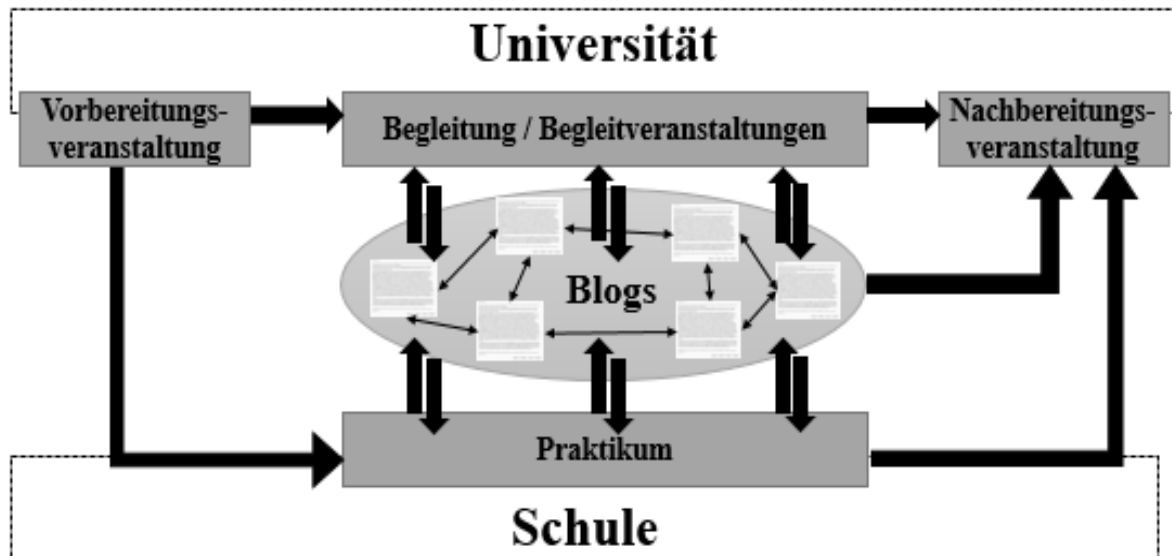 Universität
Vorbereitungs-
veranstaltung
Begleitung / Begleitveranstaltungen
Nachbereitungs-
veranstaltung
Blogs
Praktikum
Schule